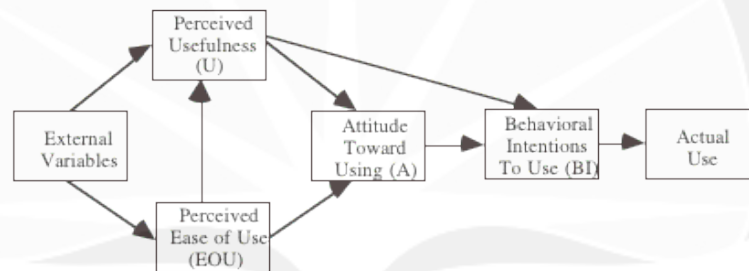 Perceived
Usefulness
(U)
External
Variables
Perceived
Ease of Use
(EOU)
Attitude
Toward
Using (A)
Behavioral
Intentions
To Use (BI)
Actual
Use